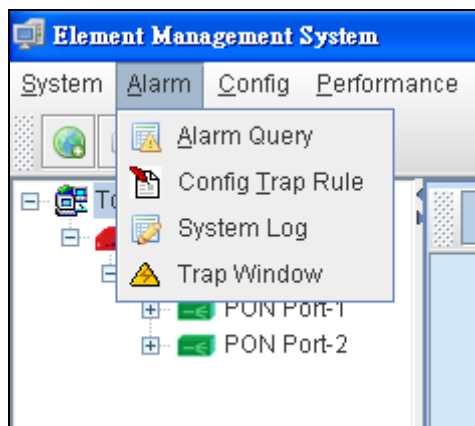 Element Management System
System Alarm Config Performance
Alarm Query
Config Trap Rule
System Log
Trap Window
PON Port-1
PON Port-2